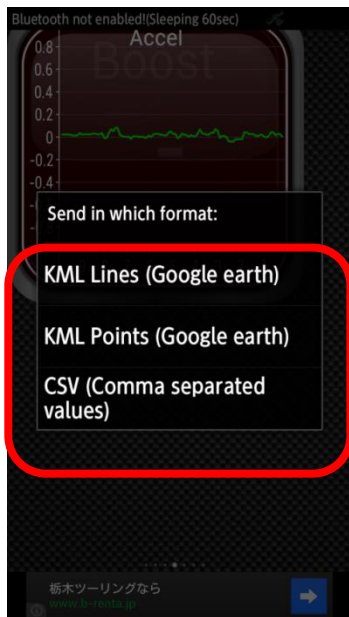 Bluetooth not enabled!(Sleeping 60sec)
Accel
Boost
0.8
0.6
0.4
0.2
0
-0.2
-0.4
Send in which format:
KML Lines (Google earth)
KML Points (Google earth)
CSV (Comma separated
values)
栃木ツーリングなら
www.b-renta.jp